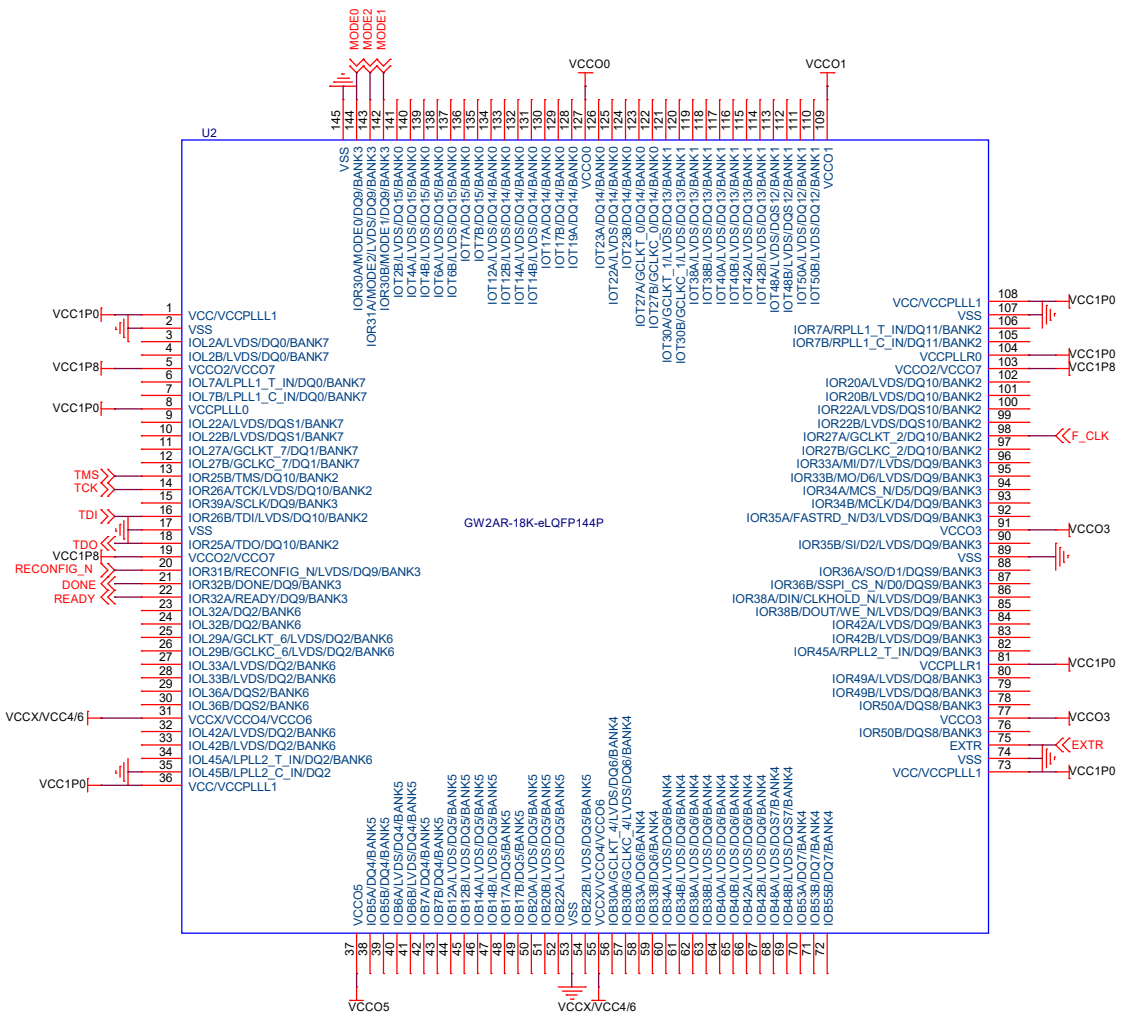 MODE0
MODE2
MODE1
VCCO0
VCCO1
145
144
143
142
141
140
139
138
137
136
135
134
133
132
131
130
129
128
127
126
125
124
123
122
121
120
119
118
117
116
115
114
113
112
111
110
109
U2
VSS
IOR30A/MODE0/DQ9/BANK3
IOR31A/MODE2/LVDS/DQ9/BANK3
IOR30B/MODE1/DQ9/BANK3
IOT2B/LVDS/DQ15/BANK0
IOT4A/LVDS/DQ15/BANK0
IOT4B/LVDS/DQ15/BANK0
IOT6A/LVDS/DQ15/BANK0
IOT6B/LVDS/DQ15/BANK0
IOT7A/DQ15/BANK0
IOT7B/DQ15/BANK0
IOT12A/LVDS/DQ14/BANK0
IOT12B/LVDS/DQ14/BANK0
IOT14A/LVDS/DQ14/BANK0
IOT14B/LVDS/DQ14/BANK0
IOT17A/DQ14/BANK0
IOT17B/DQ14/BANK0
IOT19A/DQ14/BANK0
VCCO0
IOT23A/DQ14/BANK0
IOT22A/LVDS/DQ14/BANK0
IOT23B/DQ14/BANK0
IOT27A/GCLKT_0/DQ14/BANK0
IOT27B/GCLKC_0/DQ14/BANK0
IOT30A/GCLKT_1/LVDS/DQ13/BANK1
IOT30B/GCLKC_1/LVDS/DQ13/BANK1
IOT38A/LVDS/DQ13/BANK1
IOT38B/LVDS/DQ13/BANK1
IOT40A/LVDS/DQ13/BANK1
IOT40B/LVDS/DQ13/BANK1
IOT42A/LVDS/DQ13/BANK1
IOT42B/LVDS/DQ13/BANK1
IOT48A/LVDS/DQS12/BANK1
IOT48B/LVDS/DQS12/BANK1
IOT50A/LVDS/DQ12/BANK1
IOT50B/LVDS/DQ12/BANK1
VCCO1
VCC1P0 1 VCC/VCCPLLL1
2 VSS
3 IOL2A/LVDS/DQ0/BANK7
4 IOL2B/LVDS/DQ0/BANK7
VCC1P8 5 VCCO2/VCCO7
6 IOL7A/LPLL1_T_IN/DQ0/BANK7
7 IOL7B/LPLL1_C_IN/DQ0/BANK7
VCC1P0 8 VCCPLLL0
9 IOL22A/LVDS/DQS1/BANK7
10 IOL22B/LVDS/DQS1/BANK7
11 IOL27A/GCLKT_7/DQ1/BANK7
12 IOL27B/GCLKC_7/DQ1/BANK7
TMS 13 IOR25B/TMS/DQ10/BANK2
TCK 14 IOR26A/TCK/LVDS/DQ10/BANK2
15 IOR39A/SCLK/DQ9/BANK3
TDI 16 IOR26B/TDI/LVDS/DQ10/BANK2
17 VSS
TDO 18 IOR25A/TDO/DQ10/BANK2
VCC1P8 19 VCCO2/VCCO7
RECONFIG_N 20 IOR31B/RECONFIG_N/LVDS/DQ9/BANK3
DONE 21 IOR32B/DONE/DQ9/BANK3
READY 22 IOR32A/READY/DQ9/BANK3
23 IOL32A/DQ2/BANK6
24 IOL32B/DQ2/BANK6
25 IOL29A/GCLKT_6/LVDS/DQ2/BANK6
26 IOL29B/GCLKC_6/LVDS/DQ2/BANK6
27 IOL33A/LVDS/DQ2/BANK6
28 IOL33B/LVDS/DQ2/BANK6
29 IOL36A/DQS2/BANK6
30 IOL36B/DQS2/BANK6
VCCX/VCC4/6 31 VCCX/VCCO4/VCCO6
32 IOL42A/LVDS/DQ2/BANK6
33 IOL42B/LVDS/DQ2/BANK6
34 IOL45A/LPLL2_T_IN/DQ2/BANK6
35 IOL45B/LPLL2_C_IN/DQ2
VCC1P0 36 VCC/VCCPLLL1
GW2AR-18K-eLQFP144P
VCC/VCCPLLL1 108 VCC1P0
VSS 107
IOR7A/RPLL1_T_IN/DQ11/BANK2 106
IOR7B/RPLL1_C_IN/DQ11/BANK2 105
VCCPLLR0 104 VCC1P0
VCCO2/VCCO7 103 VCC1P8
IOR20A/LVDS/DQ10/BANK2 102
IOR20B/LVDS/DQ10/BANK2 101
IOR22A/LVDS/DQS10/BANK2 100
IOR22B/LVDS/DQS10/BANK2 99
IOR27A/GCLKT_2/DQ10/BANK2 98 F_CLK
IOR27B/GCLKC_2/DQ10/BANK2 97
IOR33A/MI/D7/LVDS/DQ9/BANK3 96
IOR33B/MO/D6/LVDS/DQ9/BANK3 95
IOR34A/MCS_N/D5/DQ9/BANK3 94
IOR34B/MCLK/D4/DQ9/BANK3 93
IOR35A/FASTRD_N/D3/LVDS/DQ9/BANK3 92
VCCO3 91 VCCO3
IOR35B/SI/D2/LVDS/DQ9/BANK3 90
VSS 89
IOR36A/SO/D1/DQS9/BANK3 88
IOR36B/SSPI_CS_N/D0/DQS9/BANK3 87
IOR38A/DIN/CLKHOLD_N/LVDS/DQ9/BANK3 86
IOR38B/DOUT/WE_N/LVDS/DQ9/BANK3 85
IOR42A/LVDS/DQ9/BANK3 84
IOR42B/LVDS/DQ9/BANK3 83
IOR45A/RPLL2_T_IN/DQ9/BANK3 82
VCCPLLR1 81 VCC1P0
IOR49A/LVDS/DQ8/BANK3 80
IOR49B/LVDS/DQ8/BANK3 79
IOR50A/DQS8/BANK3 78
VCCO3 77 VCCO3
IOR50B/DQS8/BANK3 76
EXTR 75 EXTR
VSS 74
VCC/VCCPLLL1 73 VCC1P0
VCCO5
IOB5A/DQ4/BANK5
IOB5B/DQ4/BANK5
IOB6A/LVDS/DQ4/BANK5
IOB6B/LVDS/DQ4/BANK5
IOB7A/DQ4/BANK5
IOB7B/DQ4/BANK5
IOB12A/LVDS/DQ5/BANK5
IOB12B/LVDS/DQ5/BANK5
IOB14A/LVDS/DQ5/BANK5
IOB14B/LVDS/DQ5/BANK5
IOB17A/DQ5/BANK5
IOB17B/DQ5/BANK5
IOB20A/LVDS/DQS5/BANK5
IOB20B/LVDS/DQS5/BANK5
IOB22A/LVDS/DQ5/BANK5
VSS
IOB22B/LVDS/DQ5/BANK5
VCCX/VCCO4/VCCO6
IOB30A/GCLKT_4/LVDS/DQ6/BANK4
IOB30B/GCLKC_4/LVDS/DQ6/BANK4
IOB33A/DQ6/BANK4
IOB33B/DQ6/BANK4
IOB34A/LVDS/DQ6/BANK4
IOB34B/LVDS/DQ6/BANK4
IOB38A/LVDS/DQ6/BANK4
IOB38B/LVDS/DQ6/BANK4
IOB40A/LVDS/DQ6/BANK4
IOB40B/LVDS/DQ6/BANK4
IOB42A/LVDS/DQ6/BANK4
IOB42B/LVDS/DQ6/BANK4
IOB48A/LVDS/DQS7/BANK4
IOB48B/LVDS/DQS7/BANK4
IOB53A/DQ7/BANK4
IOB53B/DQ7/BANK4
IOB55B/DQ7/BANK4
37
38
39
40
41
42
43
44
45
46
47
48
49
50
51
52
53
54
55
56
57
58
59
60
61
62
63
64
65
66
67
68
69
70
71
72
VCCO5
VCCX/VCC4/6